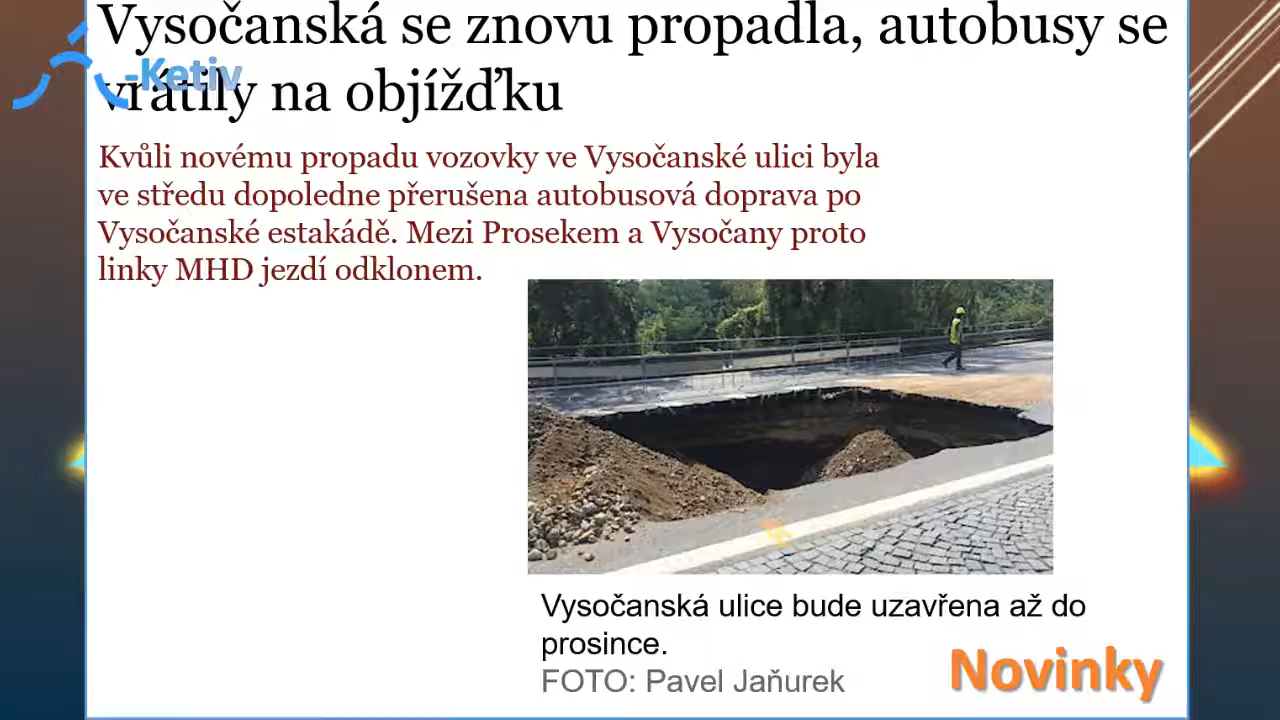 Vysočanská se znovu propadla, autobusy se
vrátily na objížďku
-Ketiv
Kvůli novému propadu vozovky ve Vysočanské ulici byla
ve středu dopoledne přerušena autobusová doprava po
Vysočanské estakádě. Mezi Prosekem a Vysočany proto
linky MHD jezdí odklonem.
Vysočanská ulice bude uzavřena až do
prosince.
FOTO: Pavel Jaňurek
Novinky